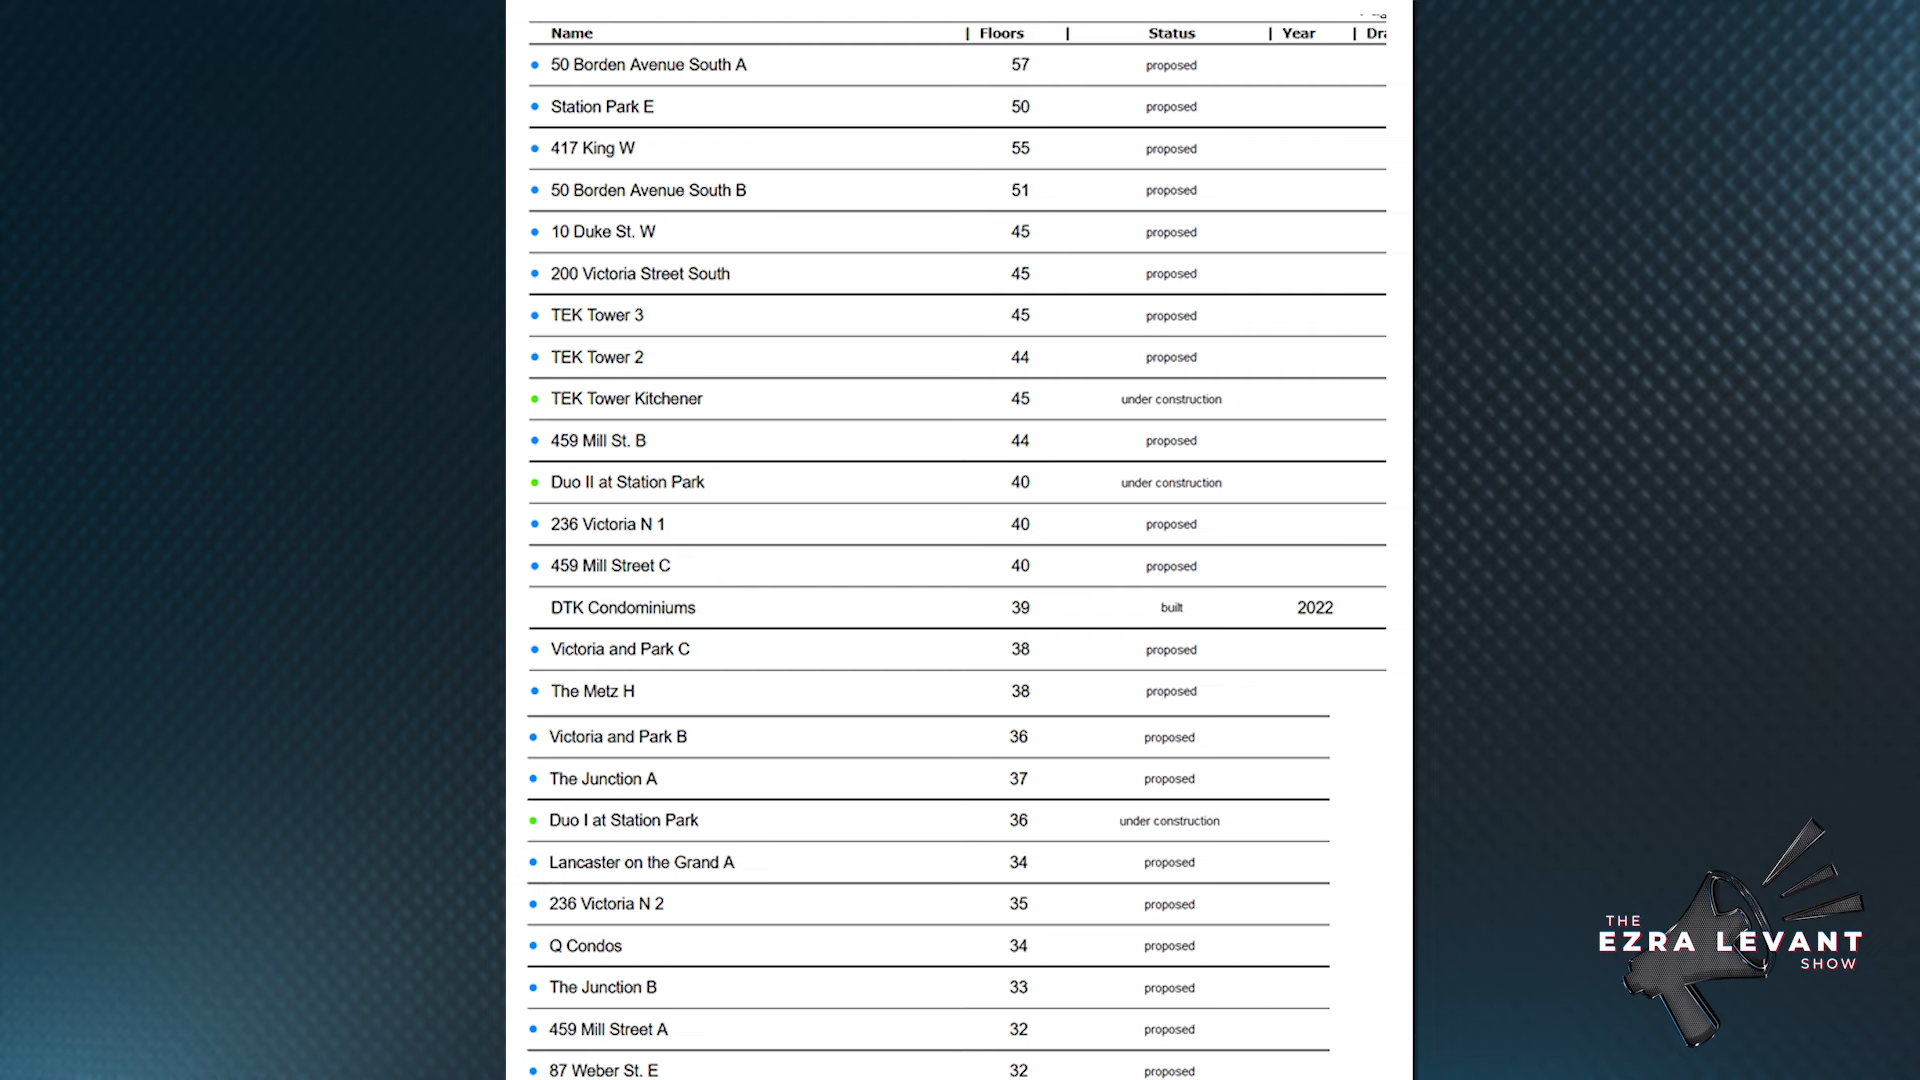 Name | Floors | Status | Year | Dra
50 Borden Avenue South A 57 proposed
Station Park E 50 proposed
417 King W 55 proposed
50 Borden Avenue South B 51 proposed
10 Duke St. W 45 proposed
200 Victoria Street South 45 proposed
TEK Tower 3 45 proposed
TEK Tower 2 44 proposed
TEK Tower Kitchener 45 under construction
459 Mill St. B 44 proposed
Duo II at Station Park 40 under construction
236 Victoria N 1 40 proposed
459 Mill Street C 40 proposed
DTK Condominiums 39 built 2022
Victoria and Park C 38 proposed
The Metz H 38 proposed
Victoria and Park B 36 proposed
The Junction A 37 proposed
Duo I at Station Park 36 under construction
Lancaster on the Grand A 34 proposed
236 Victoria N 2 35 proposed
Q Condos 34 proposed
The Junction B 33 proposed
459 Mill Street A 32 proposed
87 Weber St. E 32 proposed
THE
EZRA LEVANT
SHOW